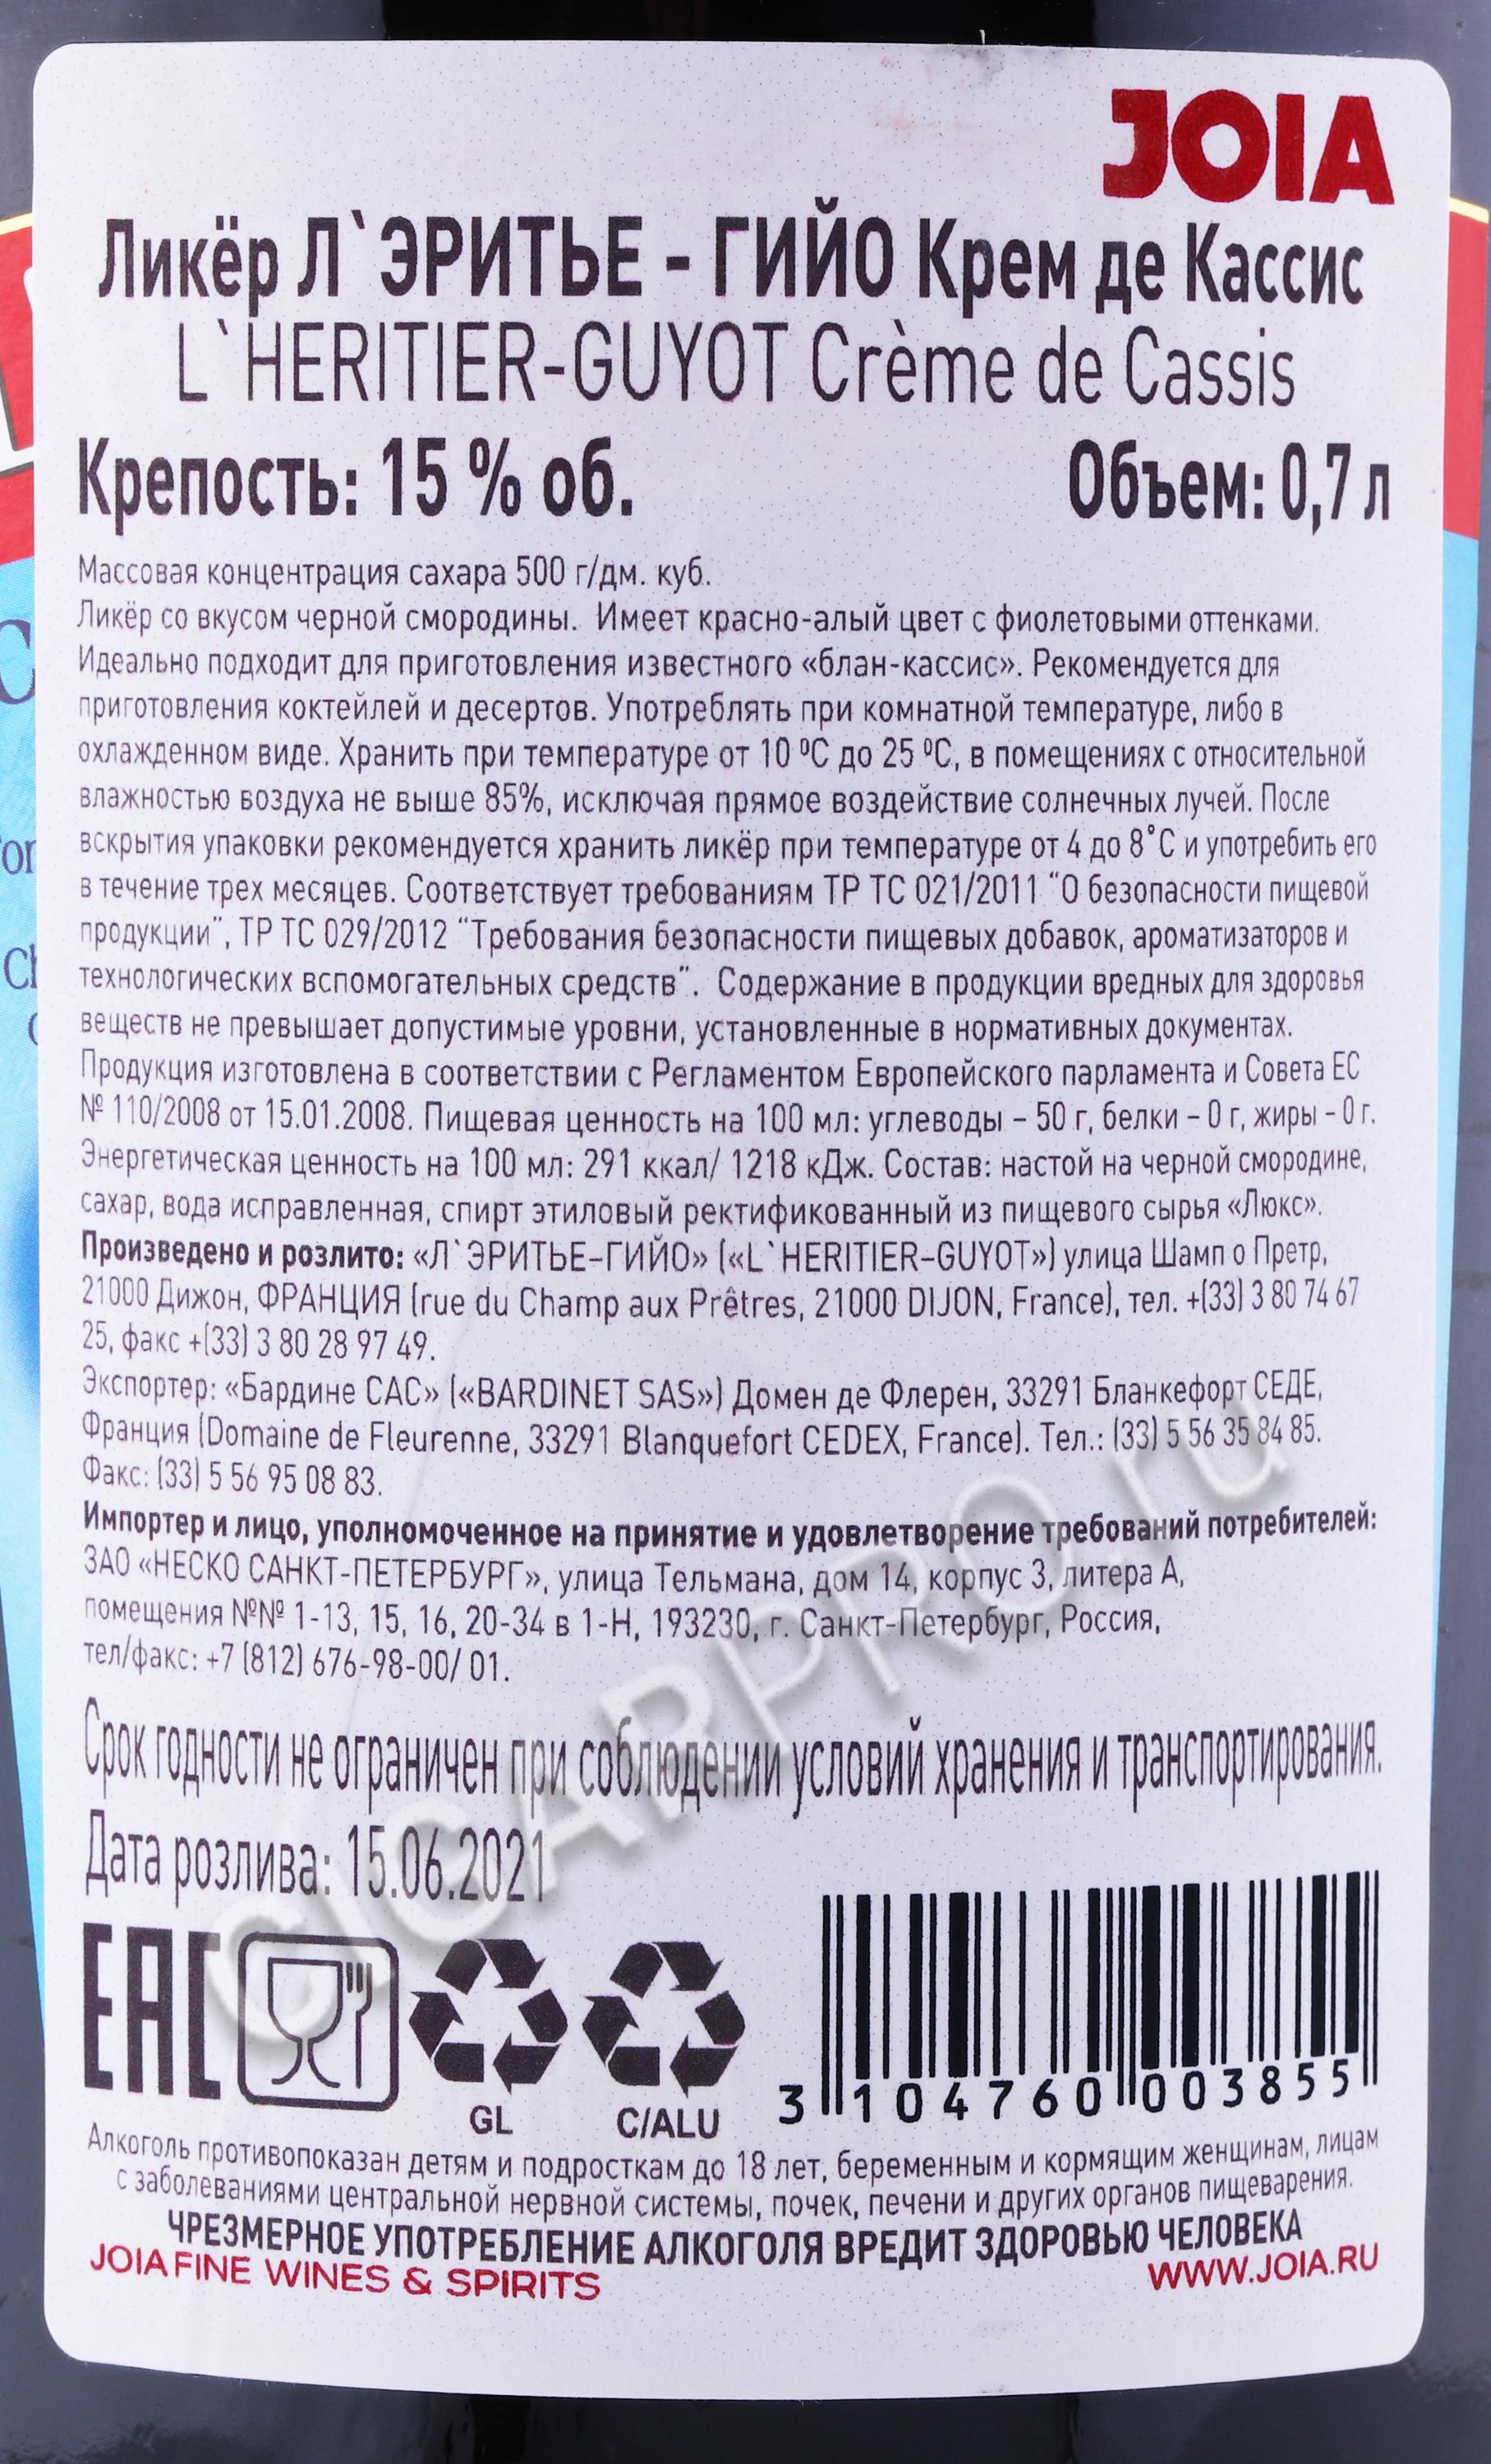 JOIA
Ликёр Л`ЭРИТЬЕ - ГИЙО Крем де Кассис
L`HERITIER-GUYOT Crème de Cassis
Крепость: 15 % об. Объем: 0,7 л
Массовая концентрация сахара 500 г/дм. куб.
Ликёр со вкусом черной смородины. Имеет красно-алый цвет с фиолетовыми оттенками.
Идеально подходит для приготовления известного «блан-кассис». Рекомендуется для
приготовления коктейлей и десертов. Употреблять при комнатной температуре, либо в
охлажденном виде. Хранить при температуре от 10 ºС до 25 ºС, в помещениях с относительной
влажностью воздуха не выше 85%, исключая прямое воздействие солнечных лучей. После
вскрытия упаковки рекомендуется хранить ликёр при температуре от 4 до 8˚С и употребить его
в течение трех месяцев. Соответствует требованиям ТР ТС 021/2011 “О безопасности пищевой
продукции”, ТР ТС 029/2012 “Требования безопасности пищевых добавок, ароматизаторов и
технологических вспомогательных средств”. Содержание в продукции вредных для здоровья
веществ не превышает допустимые уровни, установленные в нормативных документах.
Продукция изготовлена в соответствии с Регламентом Европейского парламента и Совета ЕС
№ 110/2008 от 15.01.2008. Пищевая ценность на 100 мл: углеводы – 50 г, белки – 0 г, жиры - 0 г.
Энергетическая ценность на 100 мл: 291 ккал/ 1218 кДж. Состав: настой на черной смородине,
сахар, вода исправленная, спирт этиловый ректификованный из пищевого сырья «Люкс».
Произведено и розлито: «Л`ЭРИТЬЕ–ГИЙО» («L`HERITIER–GUYOT») улица Шамп о Претр,
21000 Дижон, ФРАНЦИЯ (rue du Champ aux Prêtres, 21000 DIJON, France), тел. +(33) 3 80 74 67
25, факс +(33) 3 80 28 97 49.
Экспортер: «Бардине САС» («BARDINET SAS») Домен де Флерен, 33291 Бланкефорт СЕДЕ,
Франция (Domaine de Fleurenne, 33291 Blanquefort CEDEX, France). Тел.: (33) 5 56 35 84 85.
Факс: (33) 5 56 95 08 83.
Импортер и лицо, уполномоченное на принятие и удовлетворение требований потребителей:
ЗАО «НЕСКО САНКТ-ПЕТЕРБУРГ», улица Тельмана, дом 14, корпус 3, литера А,
помещения №№ 1-13, 15, 16, 20-34 в 1-Н, 193230, г. Санкт-Петербург, Россия,
тел/факс: +7 (812) 676-98-00/ 01.
Срок годности не ограничен при соблюдении условий хранения и транспортирования.
Дата розлива: 15.06.2021
EAC
GL C/ALU
3 104760 003855
Алкоголь противопоказан детям и подросткам до 18 лет, беременным и кормящим женщинам, лицам
с заболеваниями центральной нервной системы, почек, печени и других органов пищеварения.
ЧРЕЗМЕРНОЕ УПОТРЕБЛЕНИЕ АЛКОГОЛЯ ВРЕДИТ ЗДОРОВЬЮ ЧЕЛОВЕКА
JOIA FINE WINES & SPIRITS WWW.JOIA.RU
CIGARPRO.ru